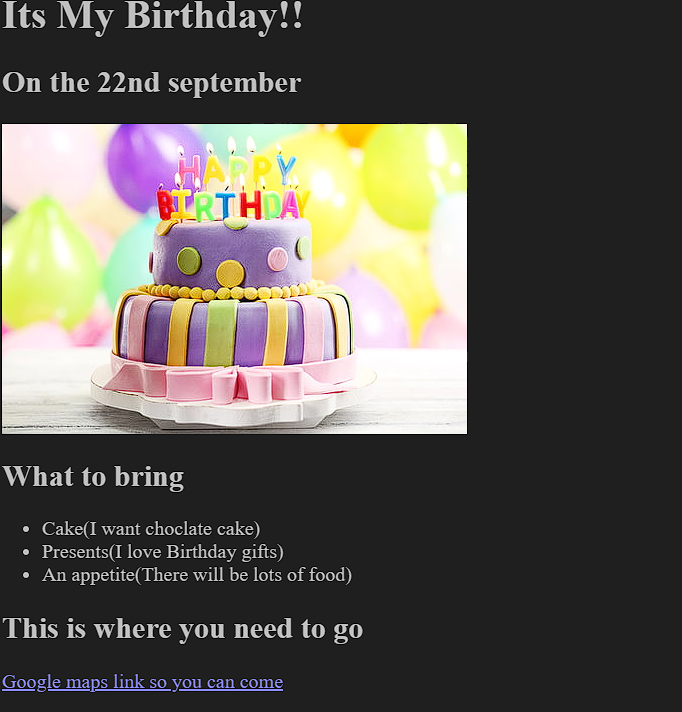 Its My Birthday!!
On the 22nd september
HAPPY
BIRTHDAY
What to bring
Cake(I want choclate cake)
Presents(I love Birthday gifts)
An appetite(There will be lots of food)
This is where you need to go
Google maps link so you can come